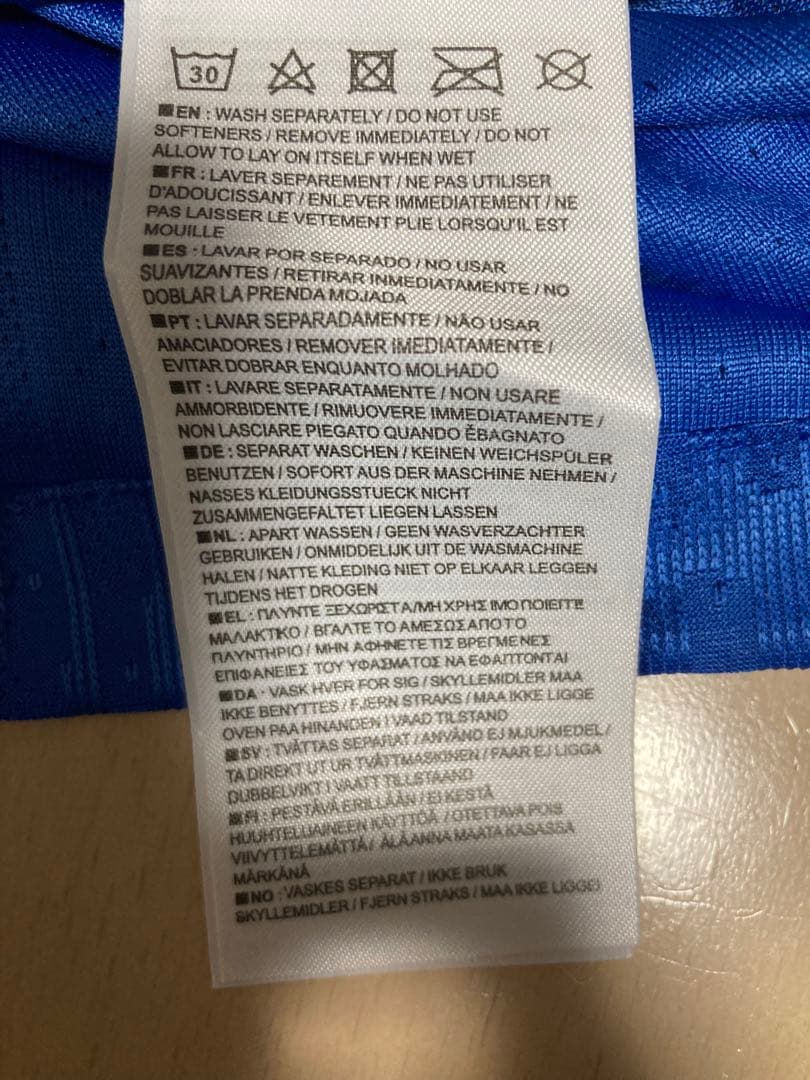 30
EN : WASH SEPARATELY / DO NOT USE
SOFTENERS / REMOVE IMMEDIATELY / DO NOT
ALLOW TO LAY ON ITSELF WHEN WET
FR : LAVER SEPAREMENT / NE PAS UTILISER
D'ADOUCISSANT / ENLEVER IMMEDIATEMENT / NE
PAS LAISSER LE VETEMENT PLIE LORSQU'IL EST
MOUILLE
ES : LAVAR POR SEPARADO / NO USAR
SUAVIZANTES / RETIRAR INMEDIATAMENTE / NO
DOBLAR LA PRENDA MOJADA
PT : LAVAR SEPARADAMENTE / NÃO USAR
AMACIADORES / REMOVER IMEDIATAMENTE /
EVITAR DOBRAR ENQUANTO MOLHADO
IT : LAVARE SEPARATAMENTE / NON USARE
AMMORBIDENTE / RIMUOVERE IMMEDIATAMENTE /
NON LASCIARE PIEGATO QUANDO ĔBAGNATO
DE : SEPARAT WASCHEN / KEINEN WEICHSPÜLER
BENUTZEN / SOFORT AUS DER MASCHINE NEHMEN /
NASSES KLEIDUNGSSTUECK NICHT
ZUSAMMENGEFALTET LIEGEN LASSEN
NL : APART WASSEN / GEEN WASVERZACHTER
GEBRUIKEN / ONMIDDELIJK UIT DE WASMACHINE
HALEN / NATTE KLEDING NIET OP ELKAAR LEGGEN
TIJDENS HET DROGEN
EL : ΠΛΥΝΤΕ ΞΕΧΩΡΙΣΤΑ/ΜΗ ΧΡΗΣ ΙΜΟΠΟΙΕΙΤΕ
ΜΑΛΑΚΤΙΚΟ / ΒΓΑΛΤΕ ΤΟ ΑΜΕΣΩΣΑΠΟΤΟ
ΠΛΥΝΤΗΡΙΟ / ΜΗΝ ΑΦΗΝΕΤΕ ΤΙΣ ΒΡΕΓΜΕΝΕΣ
ΕΠΙΦΑΝΕΙΕΣ ΤΟΥ ΥΦΑΣΜΑΤΟΣ ΝΑ ΕΦΑΠΤΟΝΤΑΙ
DA : VASK HVER FOR SIG / SKYLLEMIDLER MAA
IKKE BENYTTES / FJERN STRAKS / MAA IKKE LIGGE
OVEN PAA HINANDEN I VAAD TILSTAND
SV : TVÄTTAS SEPARAT / ANVÄND EJ MJUKMEDEL /
TA DIREKT UT UR TVÄTTMASKINEN / FAAR EJ LIGGA
DUBBELVIKT I VAATT TILLSTAAND
FI : PESTÄVÄ ERILLÄÄN / EI KESTÄ
HUUHTELUAINEEN KÄYTTÖÄ / OTETTAVA POIS
VIIVYTTELEMÄTTÄ / ÄLÄANNA MAATA KASASSA
MÄRKÄNÄ
NO : VASKES SEPARAT / IKKE BRUK
SKYLLEMIDLER / FJERN STRAKS / MAA IKKE LIGGE